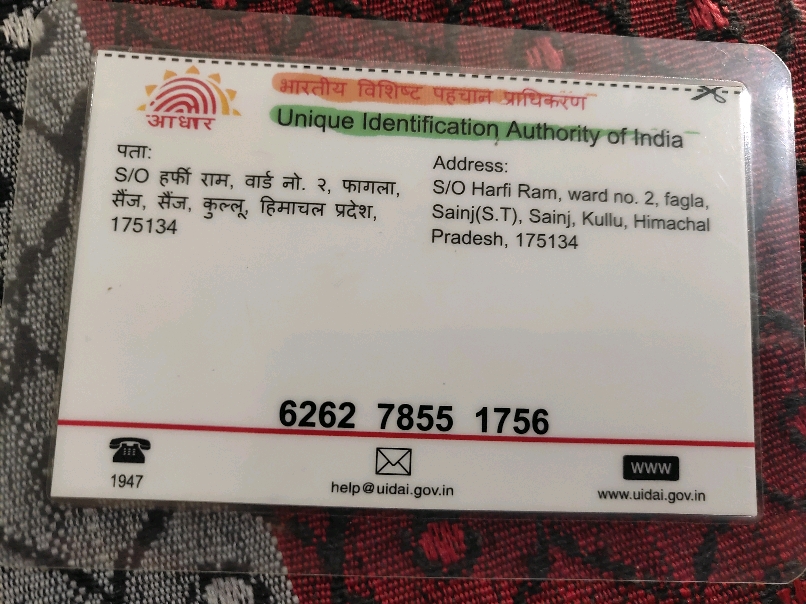 आधार
भारतीय विशिष्ट पहचान प्राधिकरण
Unique Identification Authority of India
पता:
S/O हर्फी राम, वार्ड नो. २, फागला,
सैंज, सैंज, कुल्लू, हिमाचल प्रदेश,
175134
Address:
S/O Harfi Ram, ward no. 2, fagla,
Sainj(S.T), Sainj, Kullu, Himachal
Pradesh, 175134
6262 7855 1756
1947
help@uidai.gov.in
www
www.uidai.gov.in